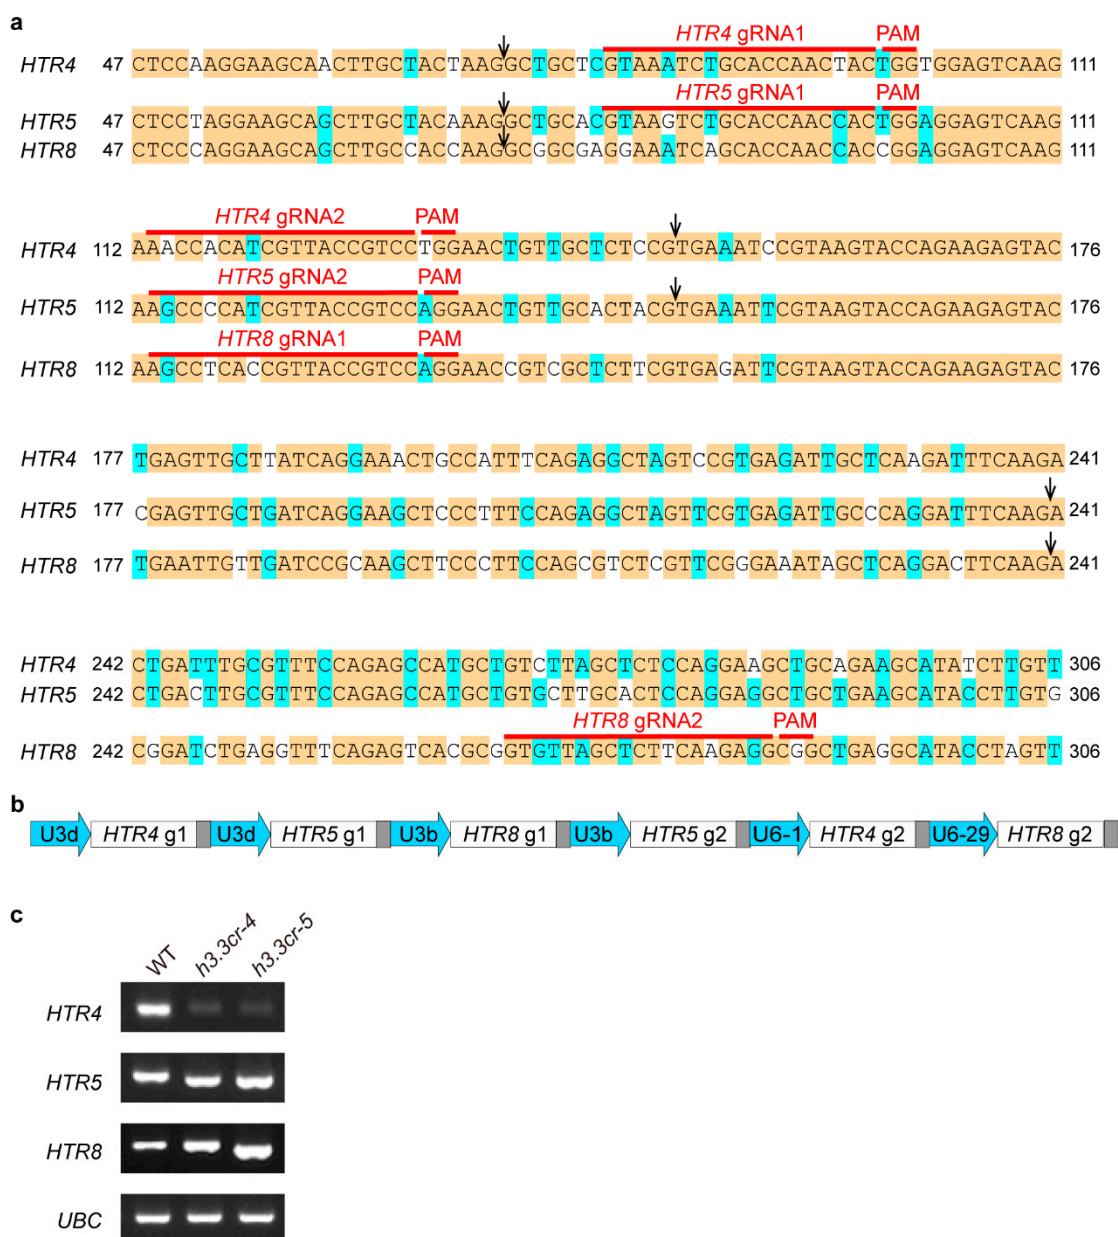 a
HTR4 gRNA1 PAM
HTR4 47 CTCCAAGGAAGCAACTTGCTACTAAGGCTGCTCGTAAATCTGCACCAACTACTGGTGGAGTCAAG 111
HTR5 gRNA1 PAM
HTR5 47 CTCCTAGGAAGCAGCTTGCTACAAAGGCTGCACGTAAGTCTGCACCAACCACTGGAGGAGTCAAG 111
HTR8 47 CTCCCAGGAAGCAGCTTGCCACCAAGGCGGCGAGGAAATCAGCACCAACCACCGGAGGAGTCAAG 111
HTR4 gRNA2 PAM
HTR4 112 AAACCACATCGTTACCGTCCTGGAACTGTTGCTCTCCGTGAAATCCGTAAGTACCAGAAGAGTAC 176
HTR5 gRNA2 PAM
HTR5 112 AAGCCCCATCGTTACCGTCCAGGAACTGTTGCACTACGTGAAATTCGTAAGTACCAGAAGAGTAC 176
HTR8 gRNA1 PAM
HTR8 112 AAGCCTCACCGTTACCGTCCAGGAACCGTCGCTCTTCGTGAGATTCGTAAGTACCAGAAGAGTAC 176
HTR4 177 TGAGTTGCTTATCAGGAAACTGCCATTTCAGAGGCTAGTCCGTGAGATTGCTCAAGATTTCAAGA 241
HTR5 177 CGAGTTGCTGATCAGGAAGCTCCCTTTCCAGAGGCTAGTTCGTGAGATTGCCCAGGATTTCAAGA 241
HTR8 177 TGAATTGTTGATCCGCAAGCTTCCCTTCCAGCGTCTCGTTCGGGAAATAGCTCAGGACTTCAAGA 241
HTR4 242 CTGATTTGCGTTTCCAGAGCCATGCTGTCTTAGCTCTCCAGGAAGCTGCAGAAGCATATCTTGTT 306
HTR5 242 CTGACTTGCGTTTCCAGAGCCATGCTGTGCTTGCACTCCAGGAGGCTGCTGAAGCATACCTTGTG 306
HTR8 gRNA2 PAM
HTR8 242 CGGATCTGAGGTTTCAGAGTCACGCGGTGTTAGCTCTTCAAGAGGCGGCTGAGGCATACCTAGTT 306
b
U3d HTR4 g1 U3d HTR5 g1 U3b HTR8 g1 U3b HTR5 g2 U6-1 HTR4 g2 U6-29 HTR8 g2
c
WT h3.3cr-4 h3.3cr-5
HTR4
HTR5
HTR8
UBC